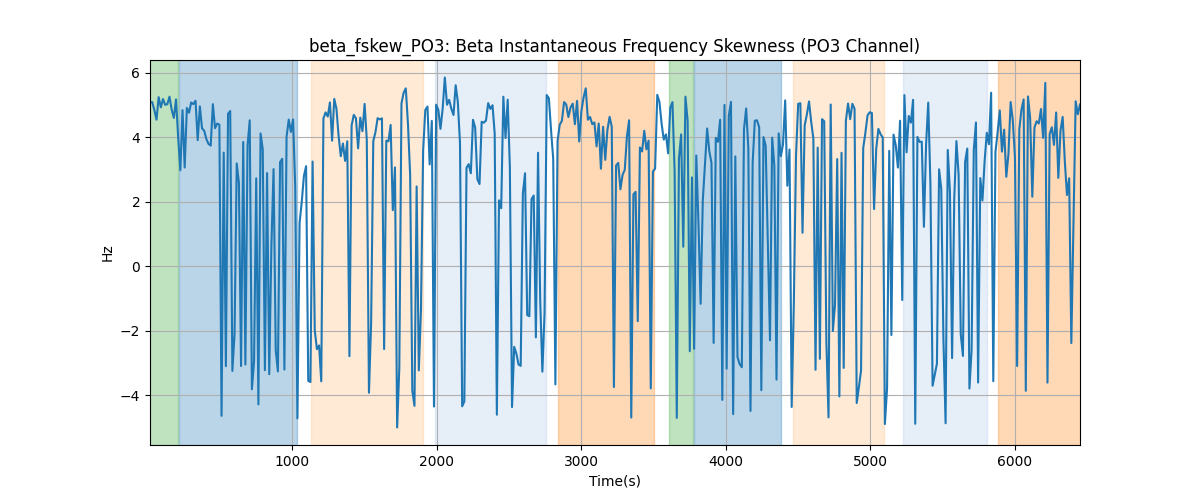 beta_fskew_PO3: Beta Instantaneous Frequency Skewness (PO3 Channel)
6
4
2
0
−2
−4
Hz
1000 2000 3000 4000 5000 6000
Time(s)